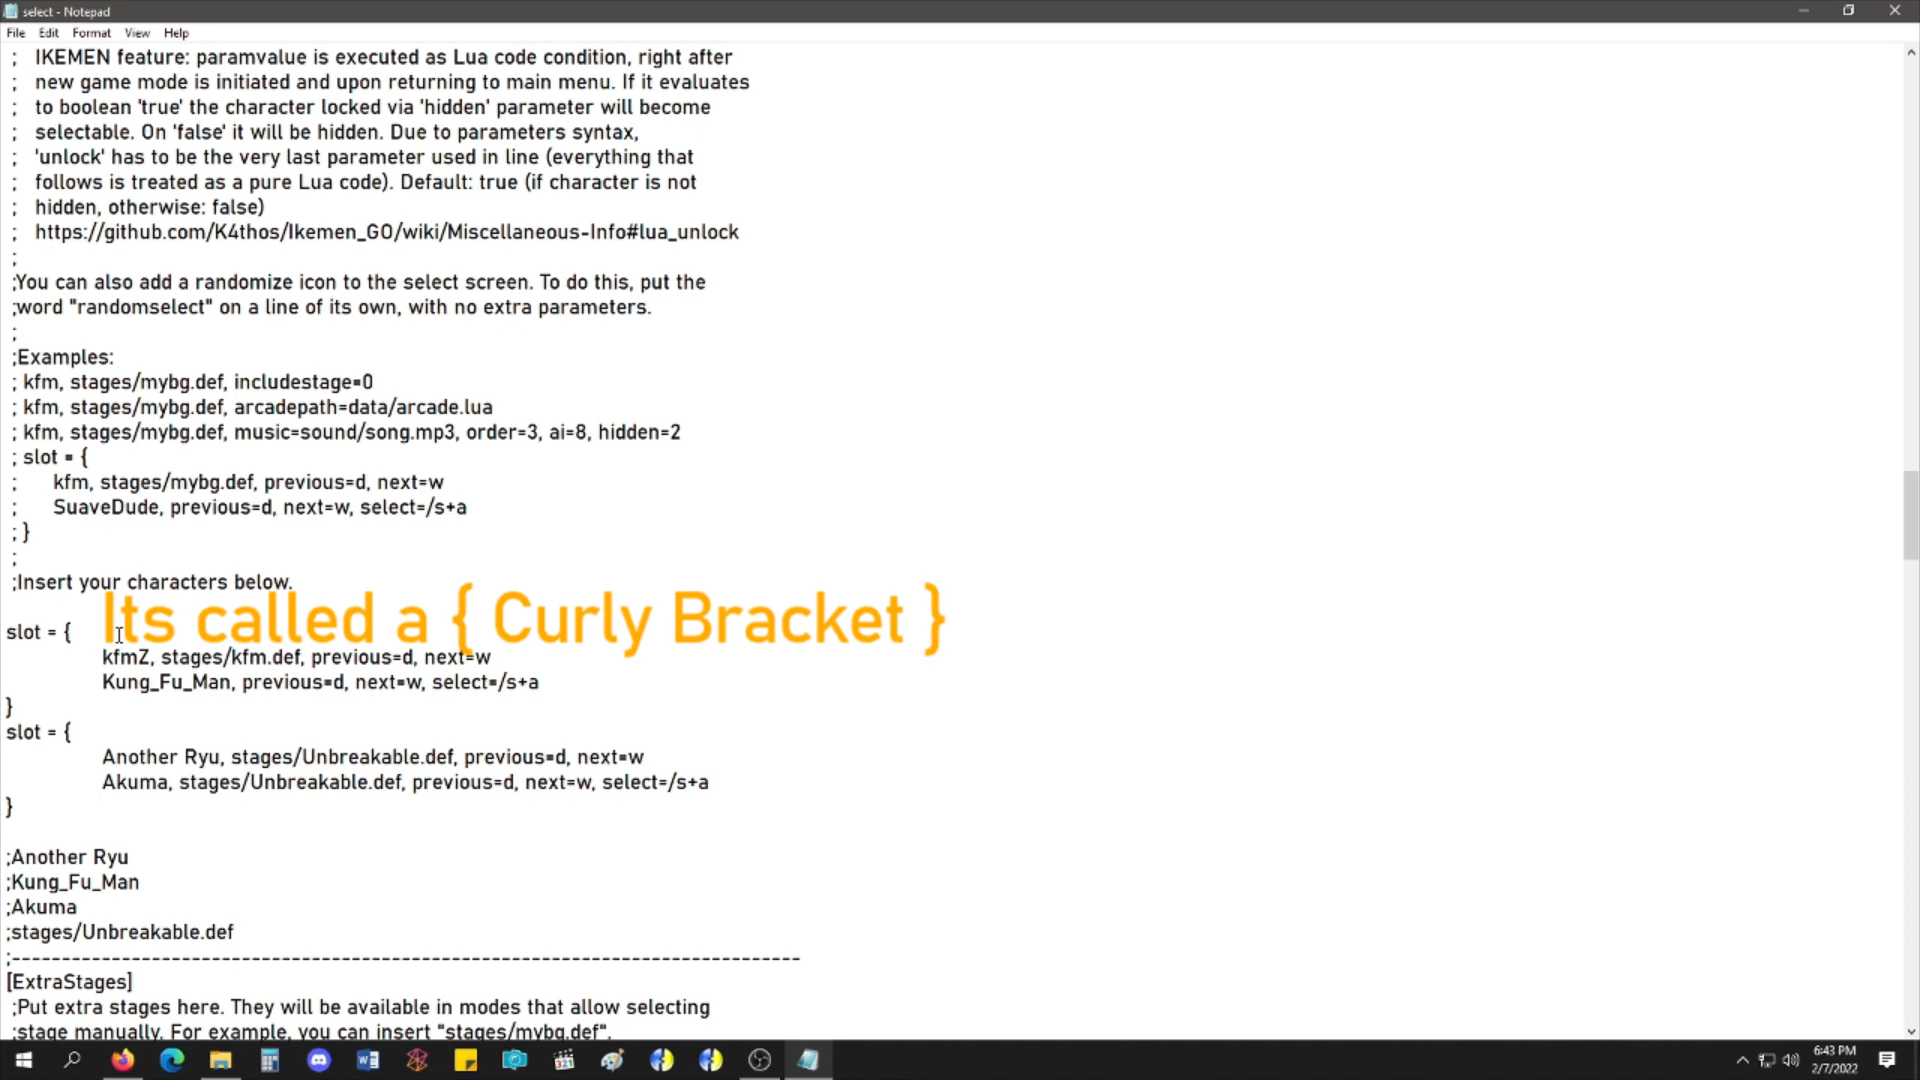 select - Notepad
File Edit Format View Help
; IKEMEN feature: paramvalue is executed as Lua code condition, right after
; new game mode is initiated and upon returning to main menu. If it evaluates
; to boolean 'true' the character locked via 'hidden' parameter will become
; selectable. On 'false' it will be hidden. Due to parameters syntax,
; 'unlock' has to be the very last parameter used in line (everything that
; follows is treated as a pure Lua code). Default: true (if character is not
; hidden, otherwise: false)
; https://github.com/K4thos/Ikemen_GO/wiki/Miscellaneous-Info#lua_unlock
;
;You can also add a randomize icon to the select screen. To do this, put the
;word "randomselect" on a line of its own, with no extra parameters.
;
;Examples:
; kfm, stages/mybg.def, includestage=0
; kfm, stages/mybg.def, arcadepath=data/arcade.lua
; kfm, stages/mybg.def, music=sound/song.mp3, order=3, ai=8, hidden=2
; slot = {
; kfm, stages/mybg.def, previous=d, next=w
; SuaveDude, previous=d, next=w, select=/s+a
; }
;
;Insert your characters below.
Its called a { Curly Bracket }
slot = {
kfmZ, stages/kfm.def, previous=d, next=w
Kung_Fu_Man, previous=d, next=w, select=/s+a
}
slot = {
Another Ryu, stages/Unbreakable.def, previous=d, next=w
Akuma, stages/Unbreakable.def, previous=d, next=w, select=/s+a
}
;Another Ryu
;Kung_Fu_Man
;Akuma
;stages/Unbreakable.def
;-----------------------------------------------------------------------------
[ExtraStages]
;Put extra stages here. They will be available in modes that allow selecting
;stage manually. For example, you can insert "stages/mybg.def".
321
6:43 PM
2/7/2022